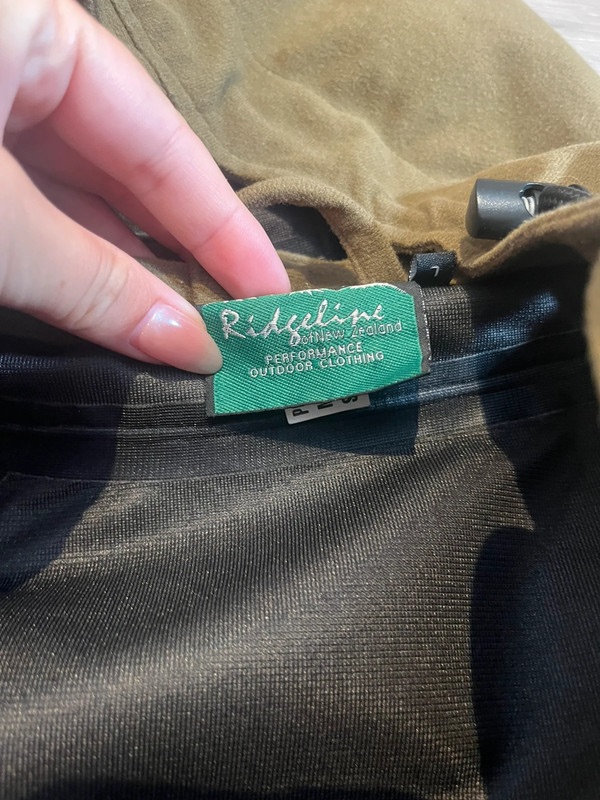 Ridgeline
of New Zealand
PERFORMANCE
OUTDOOR CLOTHING